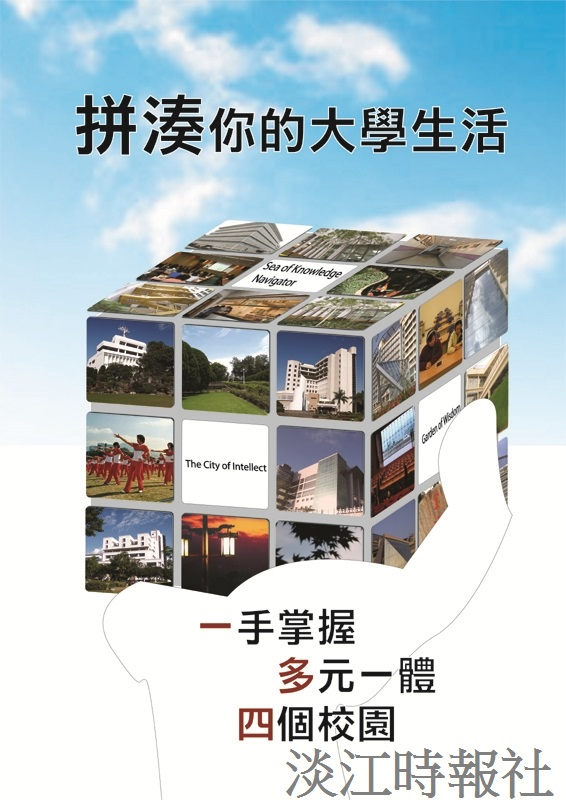 拼湊你的大學生活
Sea of Knowledge
Navigator
Garden of Wisdom
The City of Intellect
一手掌握
多元一體
四個校園
淡江時報社